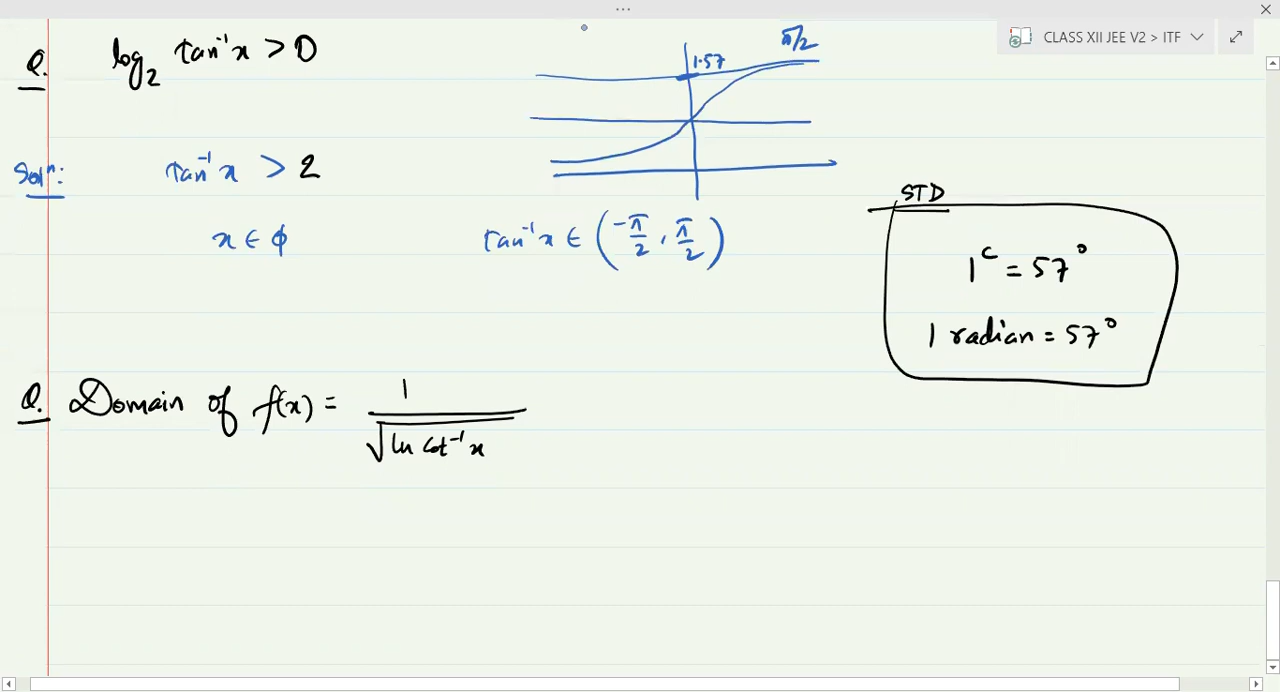 CLASS XII JEE V2 > ITF
Q. log₂ tan⁻¹x > 0
π/2
1.57
Solⁿ: tan⁻¹x > 2
STD
x ∈ ϕ
tan⁻¹x ∈ (-π/2, π/2)
1ᶜ = 57°
1 radian = 57°
Q. Domain of f(x) = 1/√(ln cot⁻¹x)